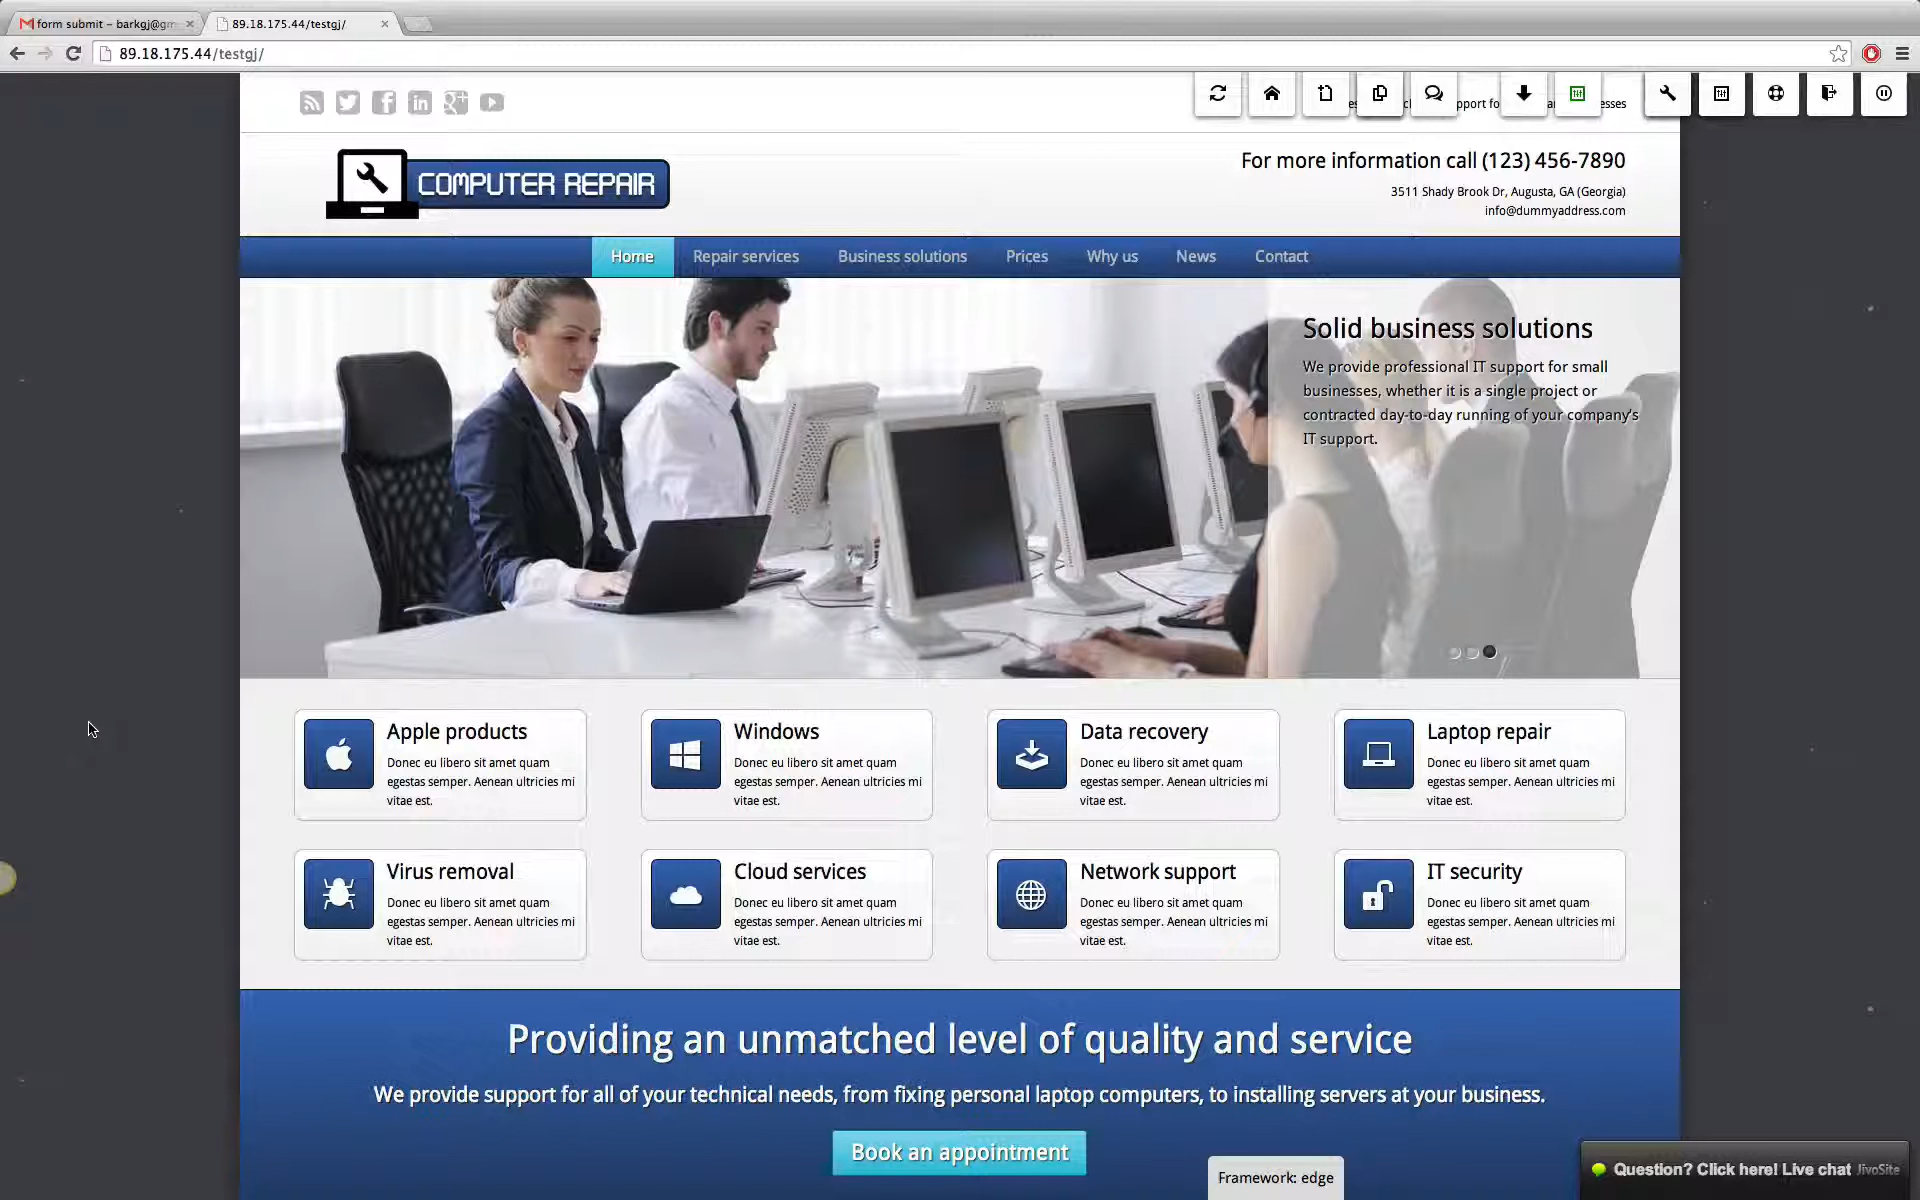 form submit – barkgj@gm
89.18.175.44/testgj/
89.18.175.44/testgj/
pport fo
esses
COMPUTER REPAIR
For more information call (123) 456-7890
3511 Shady Brook Dr, Augusta, GA (Georgia)
info@dummyaddress.com
Home Repair services Business solutions Prices Why us News Contact
Solid business solutions
We provide professional IT support for small
businesses, whether it is a single project or
contracted day-to-day running of your company's
IT support.
Apple products
Donec eu libero sit amet quam
egestas semper. Aenean ultricies mi
vitae est.
Windows
Donec eu libero sit amet quam
egestas semper. Aenean ultricies mi
vitae est.
Data recovery
Donec eu libero sit amet quam
egestas semper. Aenean ultricies mi
vitae est.
Laptop repair
Donec eu libero sit amet quam
egestas semper. Aenean ultricies mi
vitae est.
Virus removal
Donec eu libero sit amet quam
egestas semper. Aenean ultricies mi
vitae est.
Cloud services
Donec eu libero sit amet quam
egestas semper. Aenean ultricies mi
vitae est.
Network support
Donec eu libero sit amet quam
egestas semper. Aenean ultricies mi
vitae est.
IT security
Donec eu libero sit amet quam
egestas semper. Aenean ultricies mi
vitae est.
Providing an unmatched level of quality and service
We provide support for all of your technical needs, from fixing personal laptop computers, to installing servers at your business.
Book an appointment
Framework: edge
Question? Click here! Live chat JivoSite